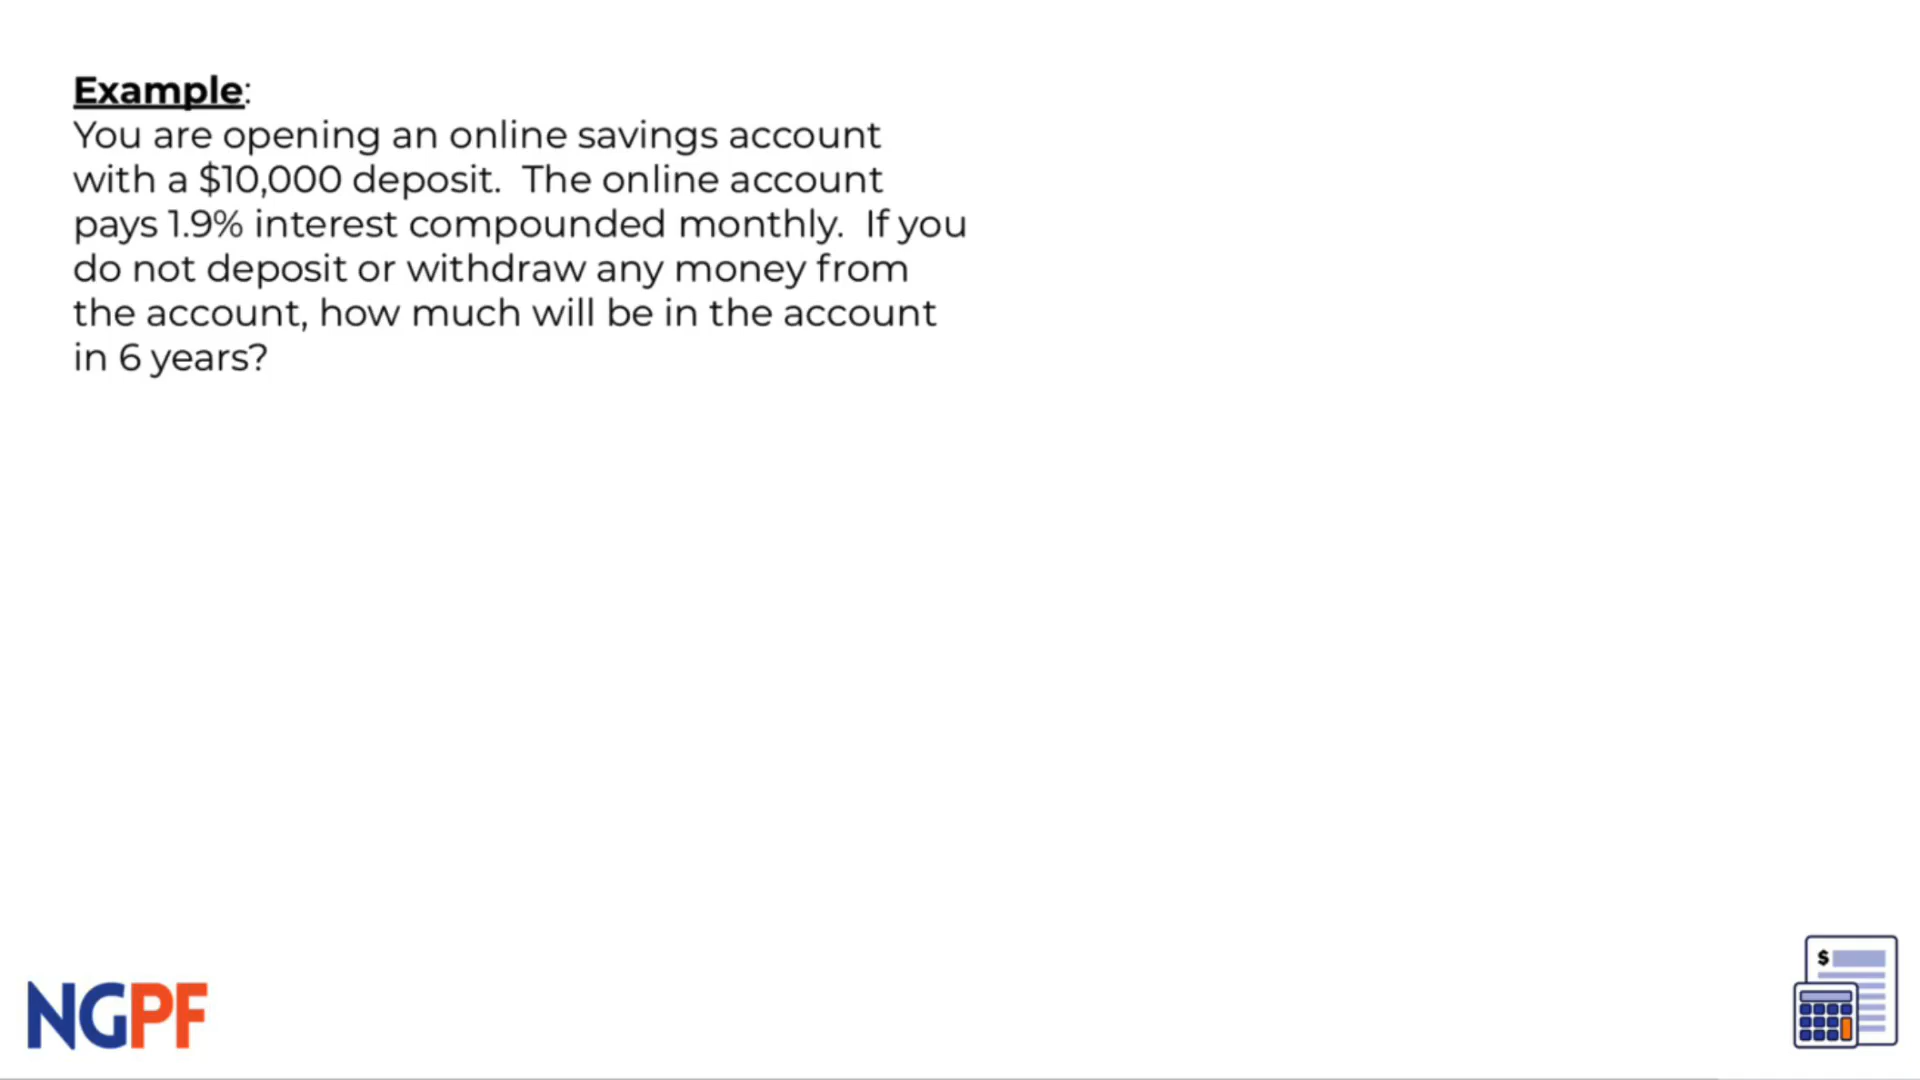 Example:
You are opening an online savings account
with a $10,000 deposit.  The online account
pays 1.9% interest compounded monthly.  If you
do not deposit or withdraw any money from
the account, how much will be in the account
in 6 years?
$
NGPF